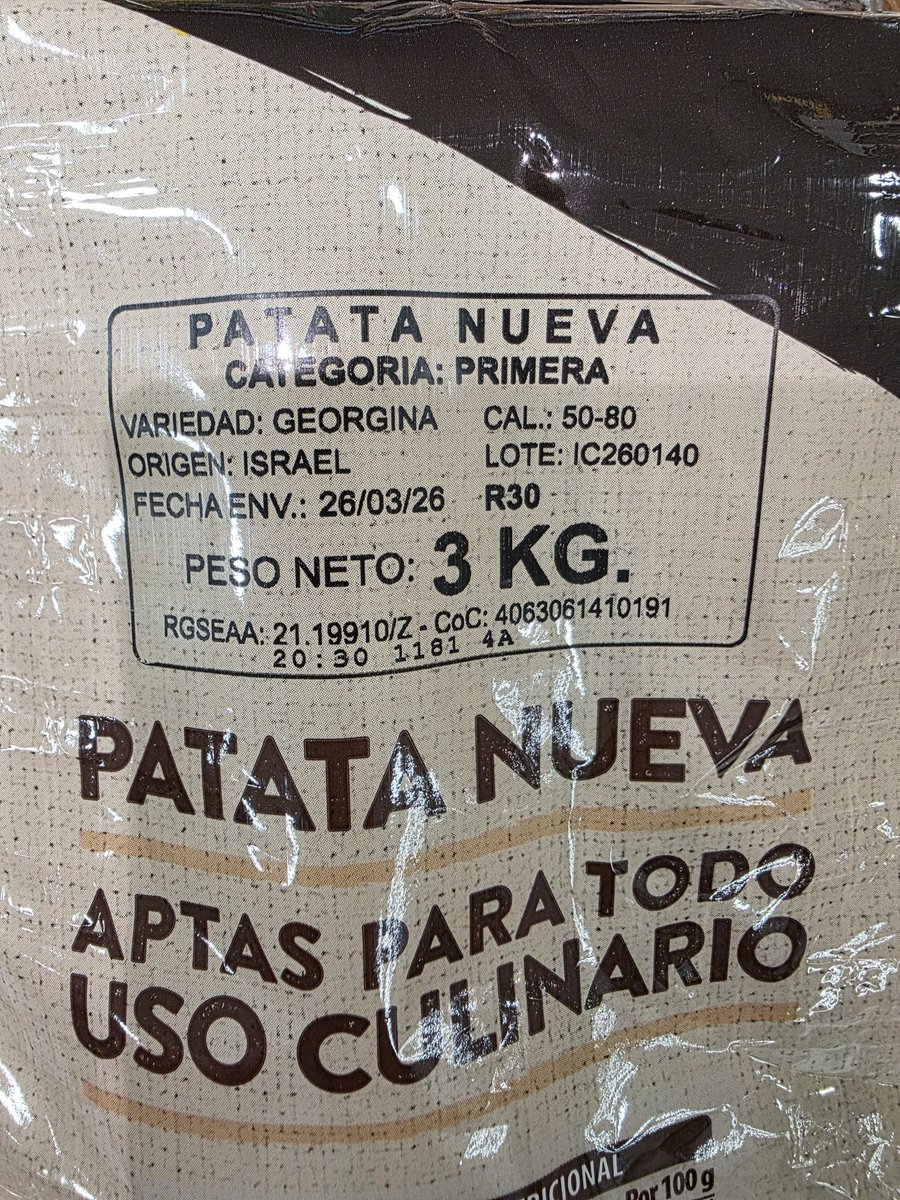 PATATA NUEVA
CATEGORIA: PRIMERA
VARIEDAD: GEORGINA CAL.: 50-80
ORIGEN: ISRAEL LOTE: IC260140
FECHA ENV.: 26/03/26 R30
PESO NETO: 3 KG.
RGSEAA: 21.19910/Z - CoC: 4063061410191
20:30 1181 4A
PATATA NUEVA
APTAS PARA TODO
USO CULINARIO
Por 100 g